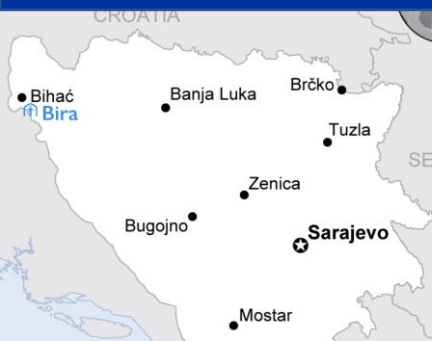 CROATIA
Bihać
Bira
Banja Luka
Brčko
Tuzla
SE
Zenica
Bugojno
Sarajevo
Mostar